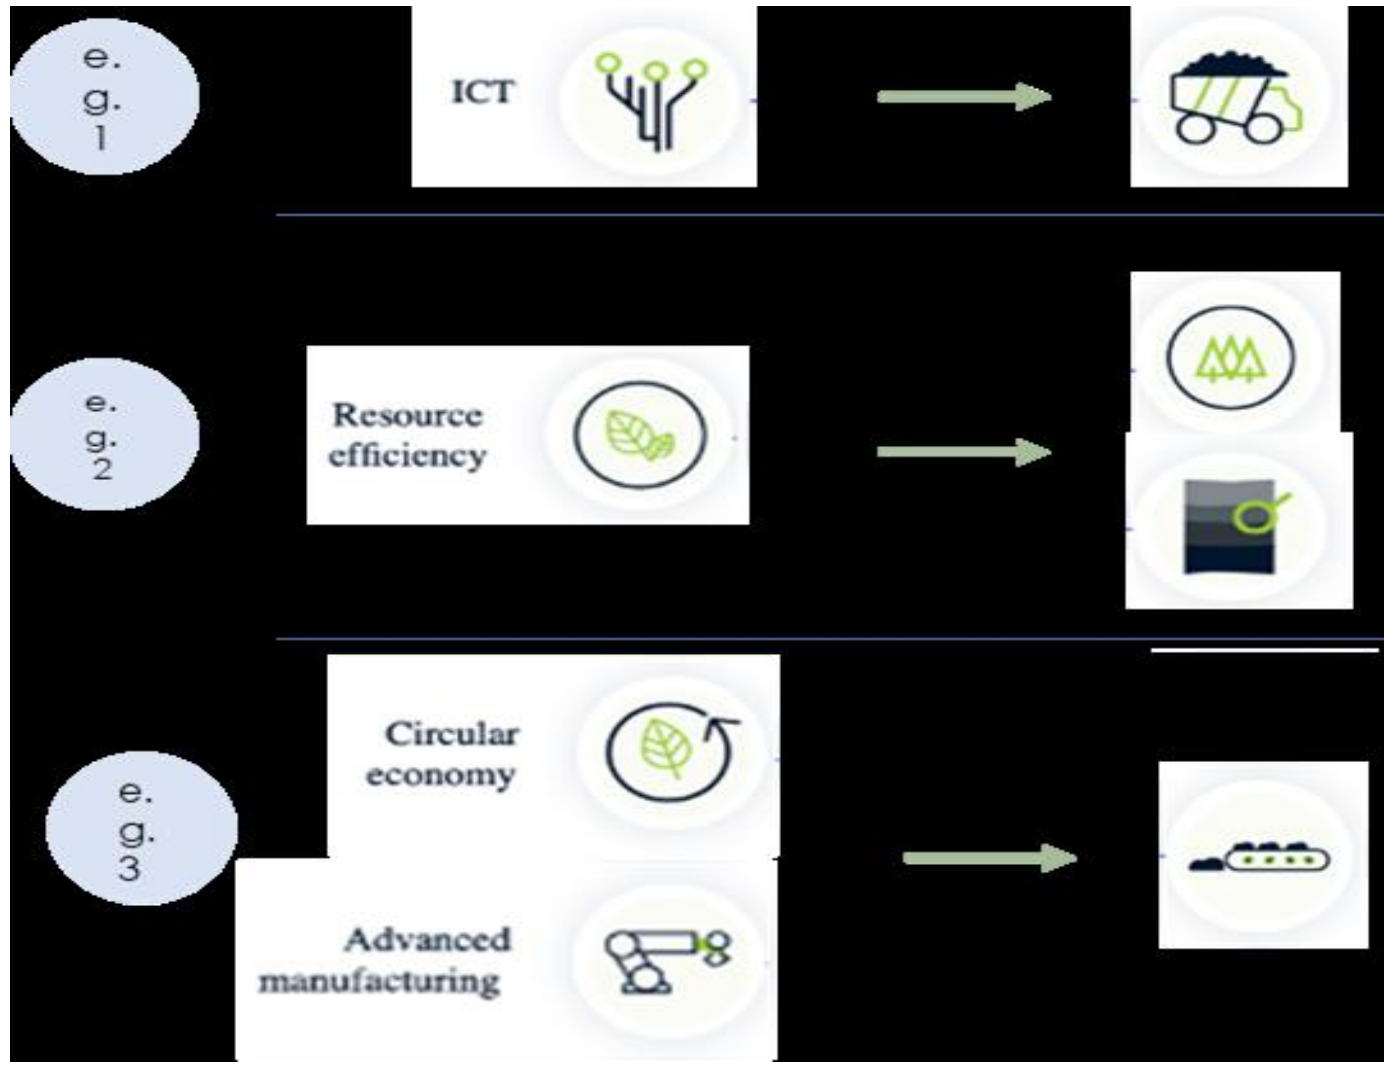 e.
g.
1
ICT
e.
g.
2
Resource
efficiency
e.
g.
3
Circular
economy
Advanced
manufacturing